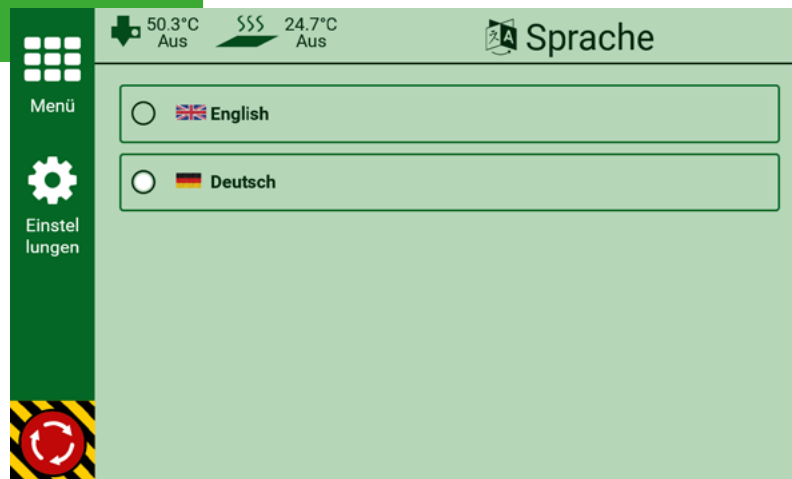 50.3°C
Aus
24.7°C
Aus
Sprache
Menü
Einstel
lungen
English
Deutsch